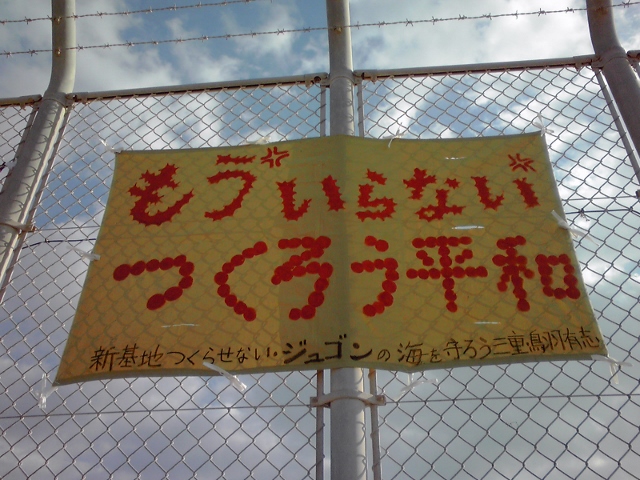 もういらない
つくろう平和
新基地つくらせない・ジュゴンの海を守ろう三重・鳥羽有志